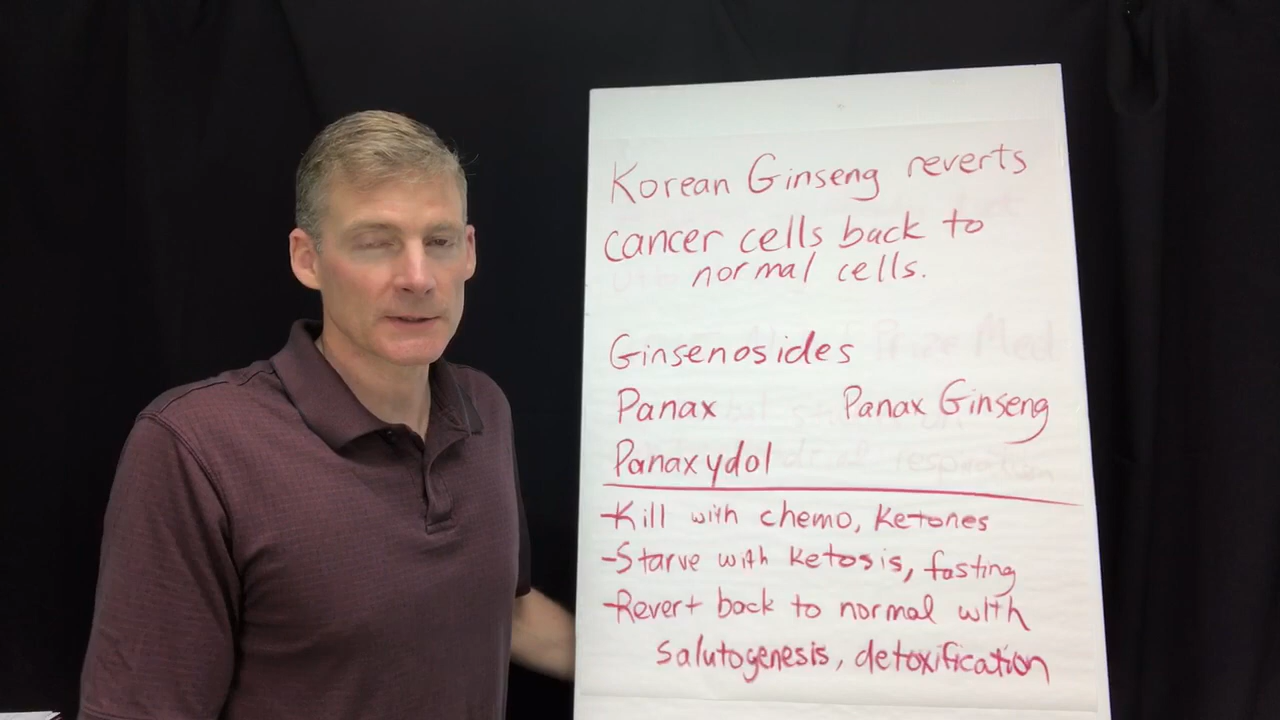 Korean Ginseng reverts
cancer cells back to
normal cells.
Ginsenosides
Panax Panax Ginseng
Panaxydol
-Kill with chemo, Ketones
-Starve with ketosis, fasting
-Revert back to normal with
salutogenesis, detoxification